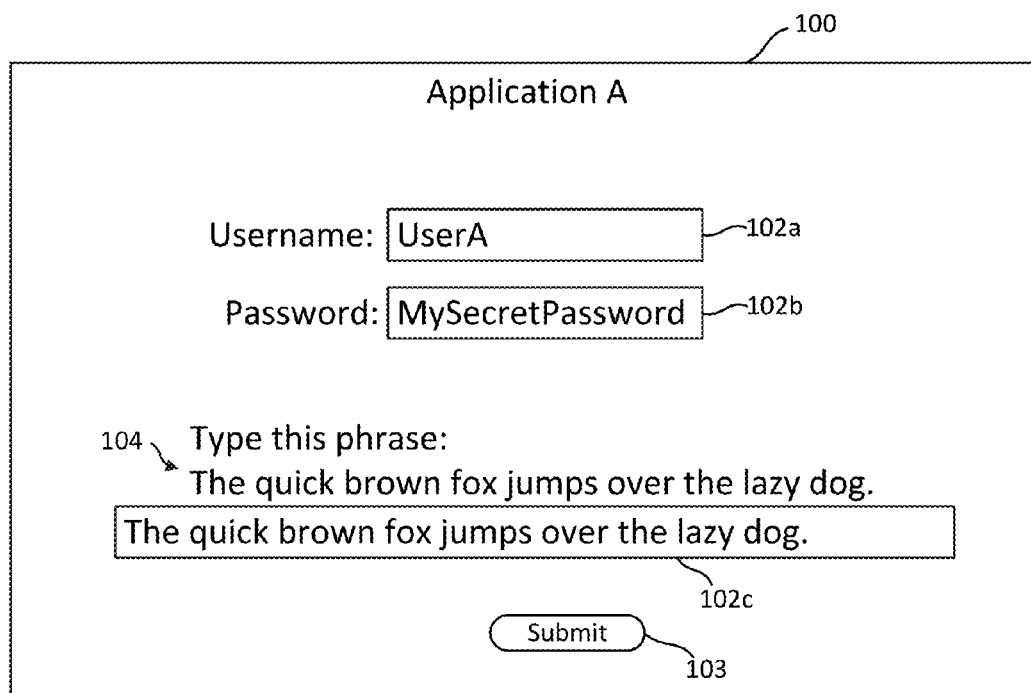 100
Application A
Username: UserA 102a
Password: MySecretPassword 102b
104 Type this phrase:
The quick brown fox jumps over the lazy dog.
The quick brown fox jumps over the lazy dog.
102c
Submit
103